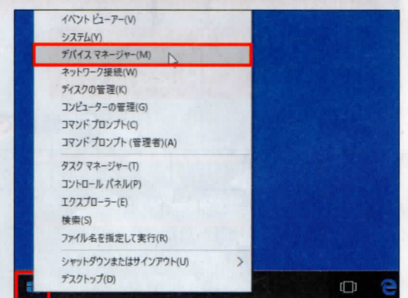 イベント ビューアー(V)
システム(Y)
デバイス マネージャー(M)
ネットワーク接続(W)
ディスクの管理(K)
コンピューターの管理(G)
コマンド プロンプト(C)
コマンド プロンプト (管理者)(A)
タスク マネージャー(T)
コントロール パネル(P)
エクスプローラー(E)
検索(S)
ファイル名を指定して実行(R)
シャットダウンまたはサインアウト(U)
デスクトップ(D)